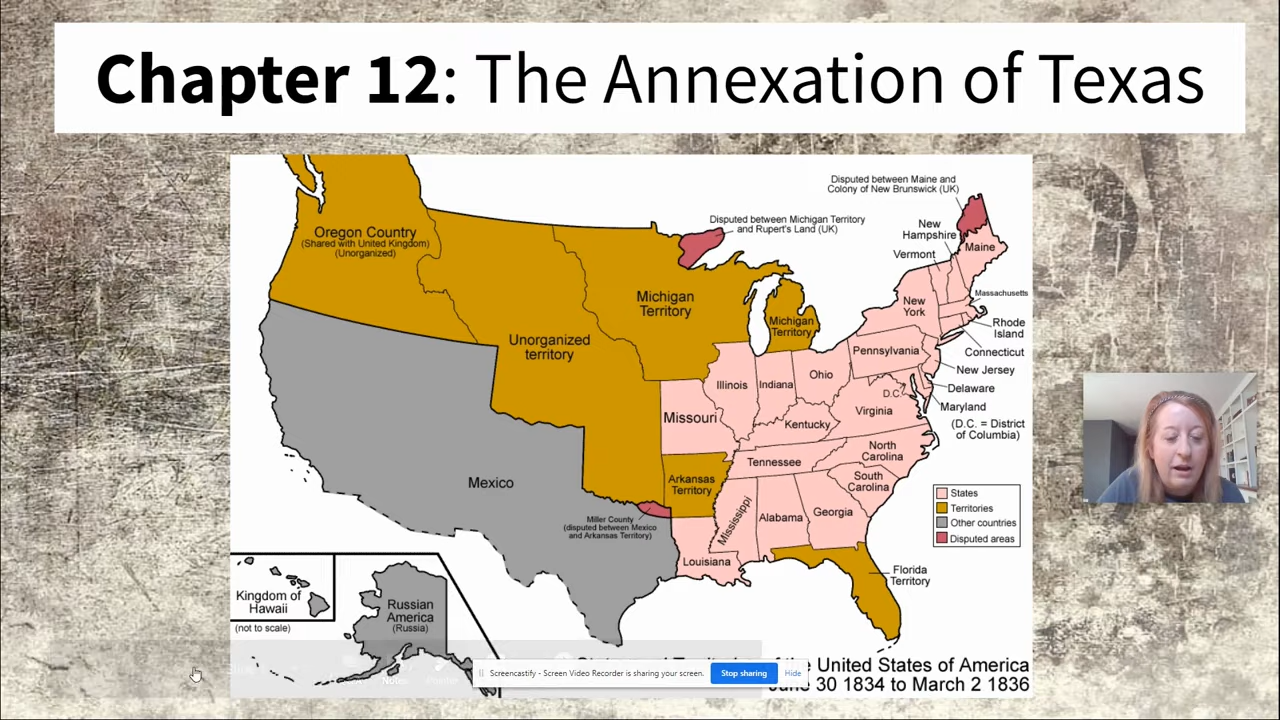 Chapter 12: The Annexation of Texas
Disputed between Maine and
Colony of New Brunswick (UK)
Disputed between Michigan Territory
and Rupert's Land (UK)
New
Hampshire
Vermont
Maine
Oregon Country
(Shared with United Kingdom)
(Unorganized)
Massachusetts
Michigan
Territory
Michigan
Territory
New
York
Rhode
Island
Unorganized
territory
Connecticut
Pennsylvania
New Jersey
Illinois
Indiana
Ohio
Delaware
D.C.
Maryland
(D.C. = District
of Columbia)
Missouri
Kentucky
Virginia
North
Carolina
Tennessee
Mexico
Arkansas
Territory
South
Carolina
States
Territories
Other countries
Disputed areas
Miller County
(disputed between Mexico
and Arkansas Territory)
Mississippi
Alabama
Georgia
Louisiana
Florida
Territory
Kingdom of
Hawaii
(not to scale)
Russian
America
(Russia)
the United States of America
30 1834 to March 2 1836
Notes
Pointer
Screencastify - Screen Video Recorder is sharing your screen.
Stop sharing
Hide